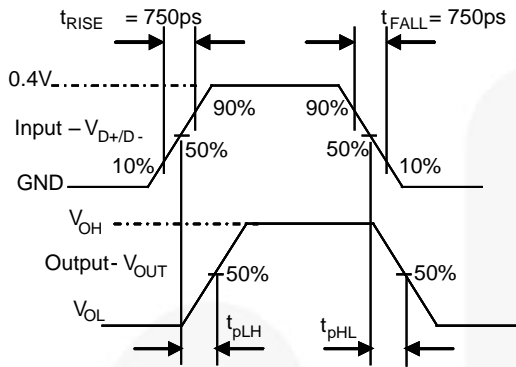 tRISE = 750ps
tFALL = 750ps
0.4V
90%
90%
Input – VD+/D-
50%
50%
10%
10%
GND
VOH
Output- VOUT
50%
50%
VOL
tpLH
tpHL